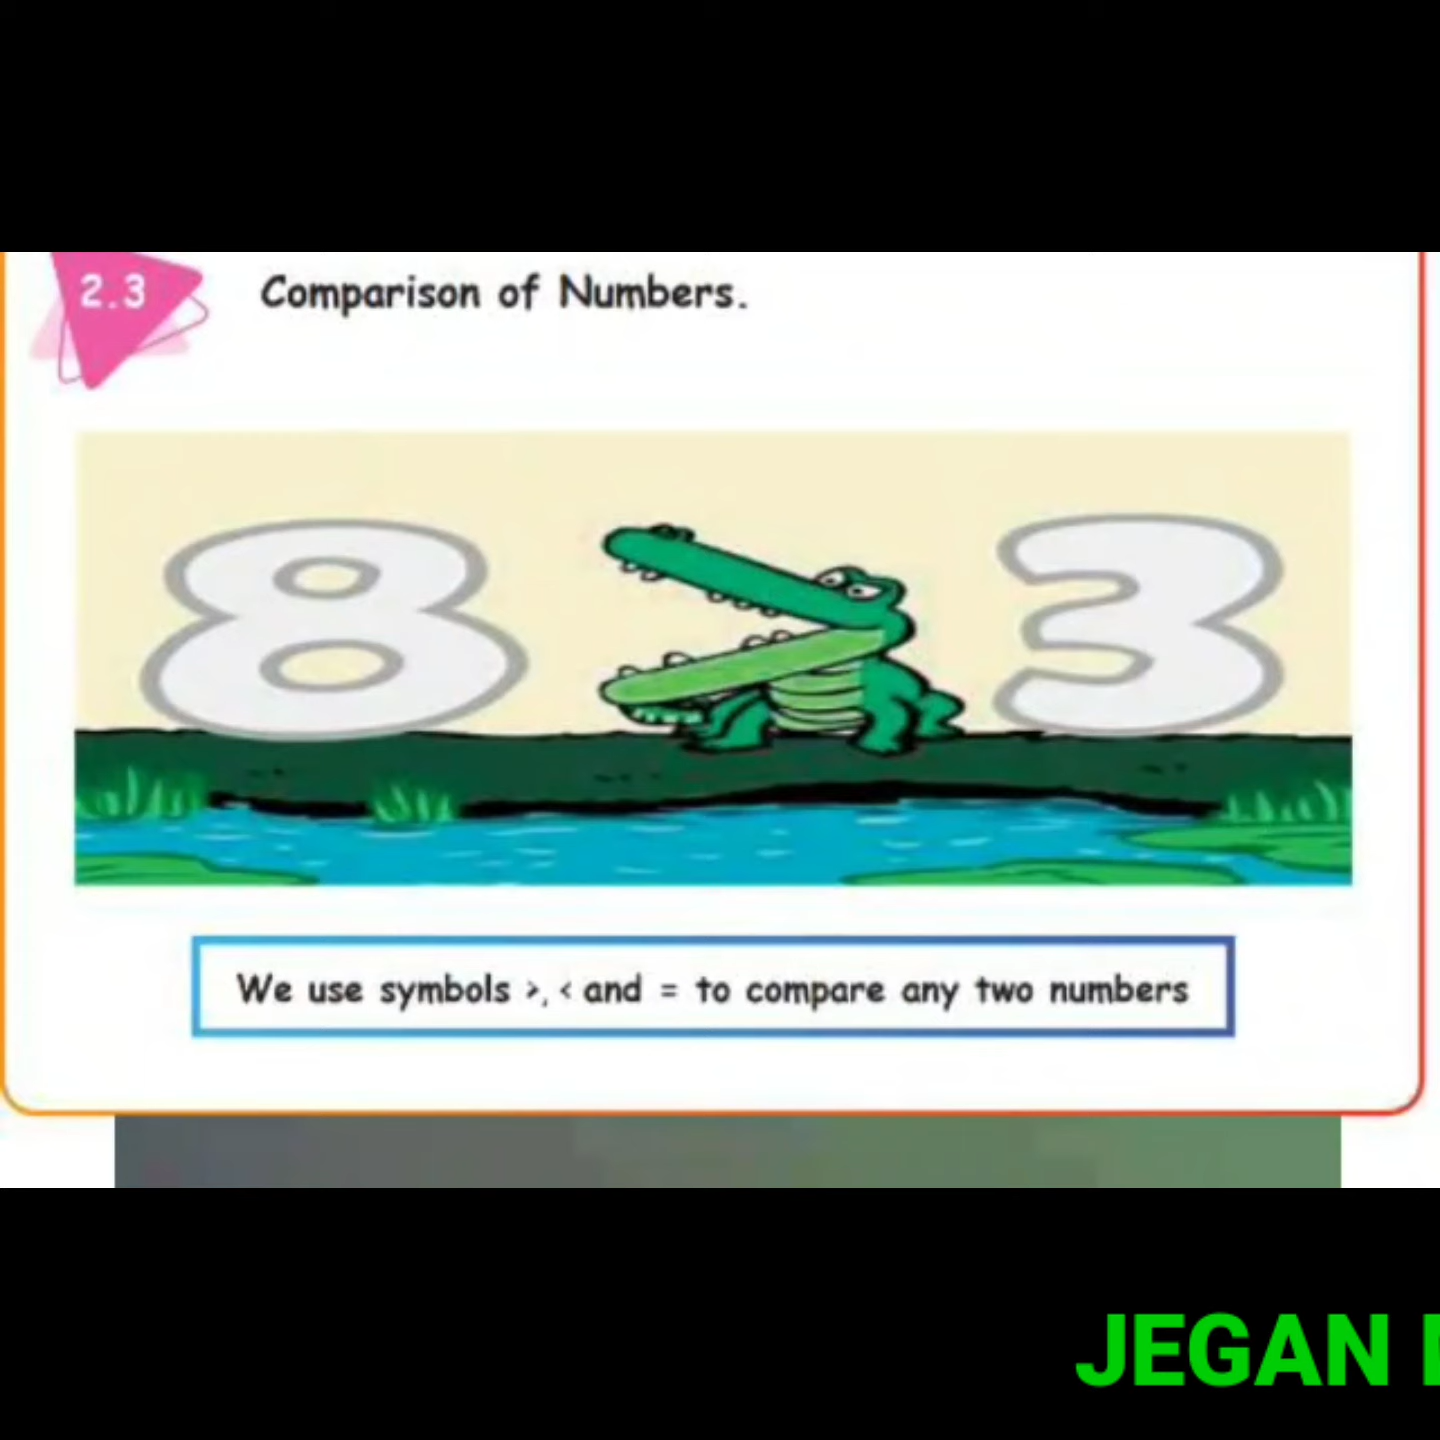 2.3 Comparison of Numbers.
8 3
We use symbols >, < and = to compare any two numbers
JEGAN